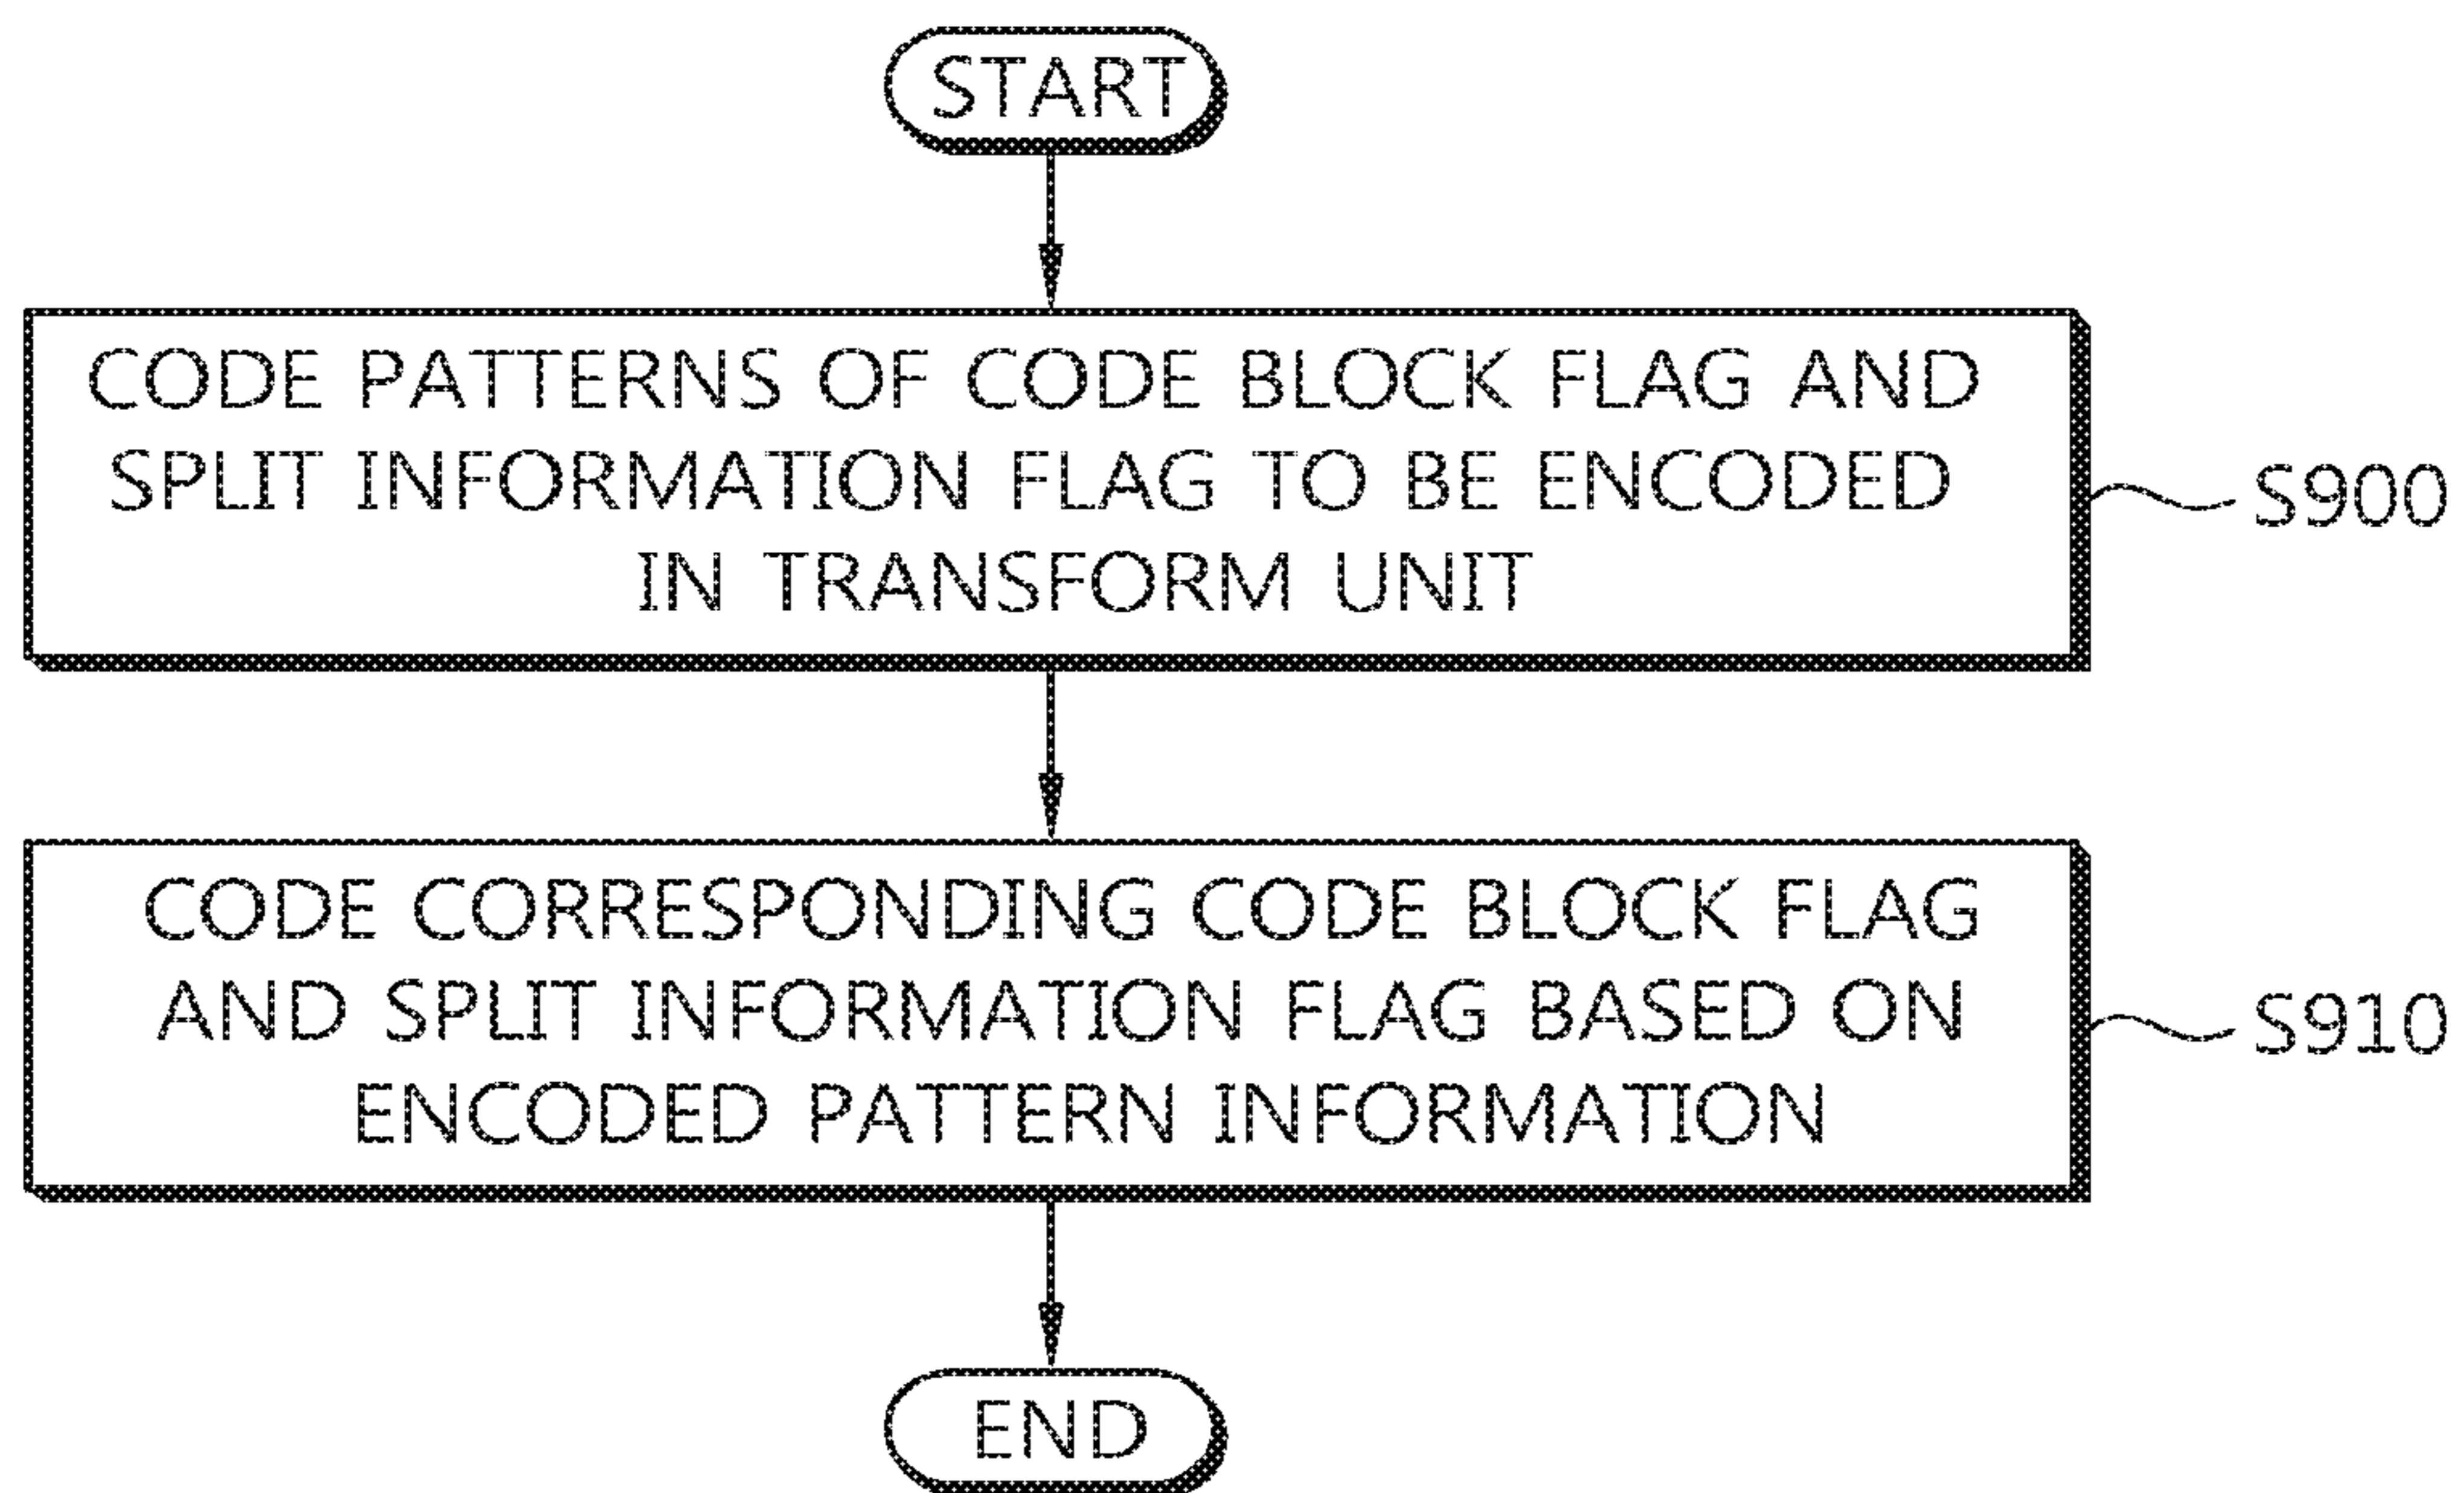 START
CODE PATTERNS OF CODE BLOCK FLAG AND
SPLIT INFORMATION FLAG TO BE ENCODED
IN TRANSFORM UNIT
S900
CODE CORRESPONDING CODE BLOCK FLAG
AND SPLIT INFORMATION FLAG BASED ON
ENCODED PATTERN INFORMATION
S910
END